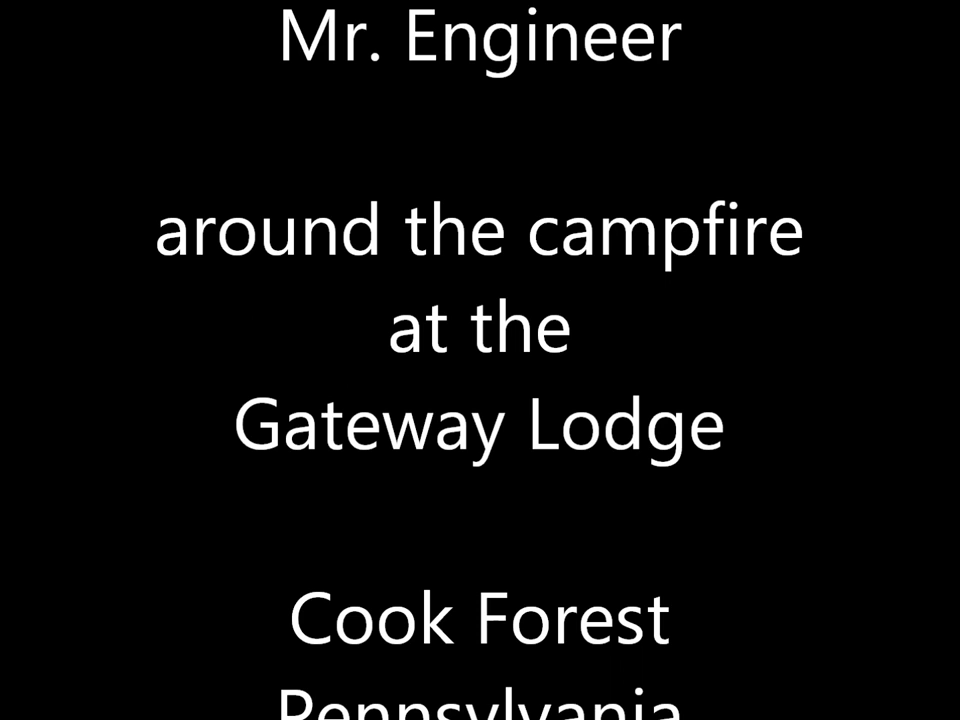 Mr. Engineer
around the campfire
at the
Gateway Lodge
Cook Forest
Pennsylvania